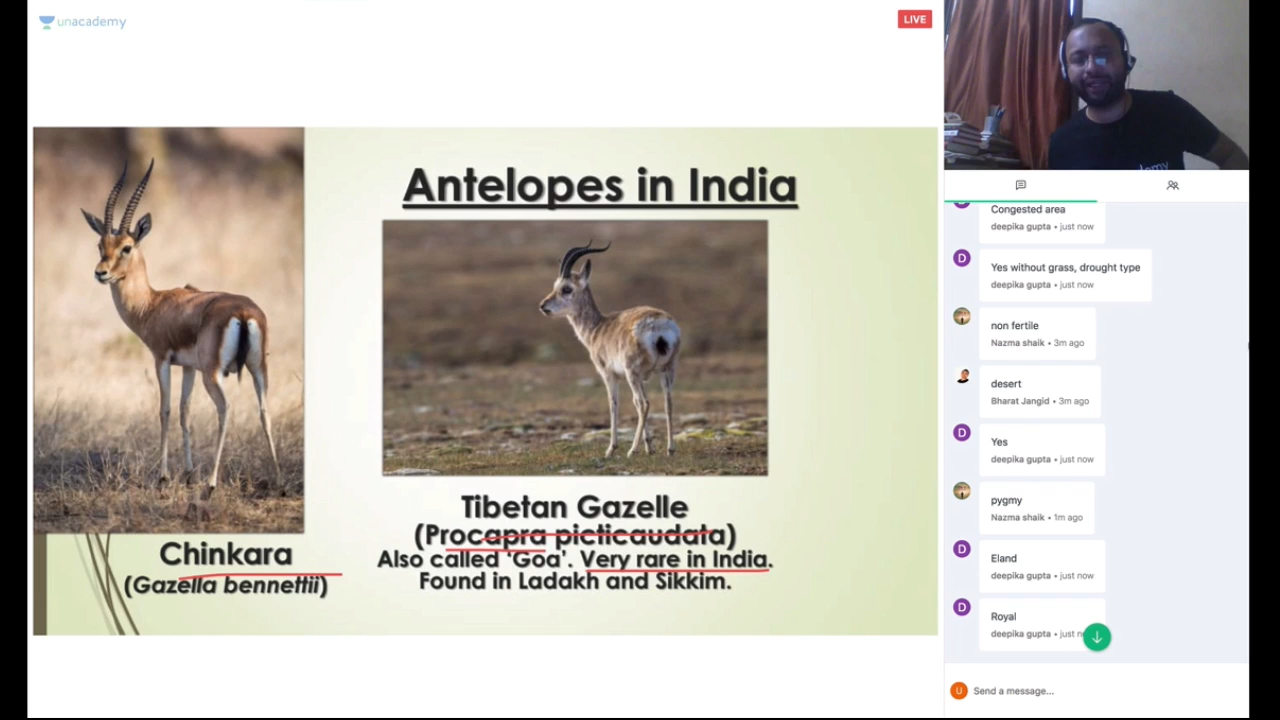 unacademy
LIVE
Antelopes in India
Chinkara
(Gazella bennettii)
Tibetan Gazelle
(Procapra picticaudata)
Also called ‘Goa’. Very rare in India.
Found in Ladakh and Sikkim.
Congested area
deepika gupta • just now
D
Yes without grass, drought type
deepika gupta • just now
non fertile
Nazma shaik • 3m ago
desert
Bharat Jangid • 3m ago
D
Yes
deepika gupta • just now
pygmy
Nazma shaik • 1m ago
D
Eland
deepika gupta • just now
D
Royal
deepika gupta • just
U
Send a message...